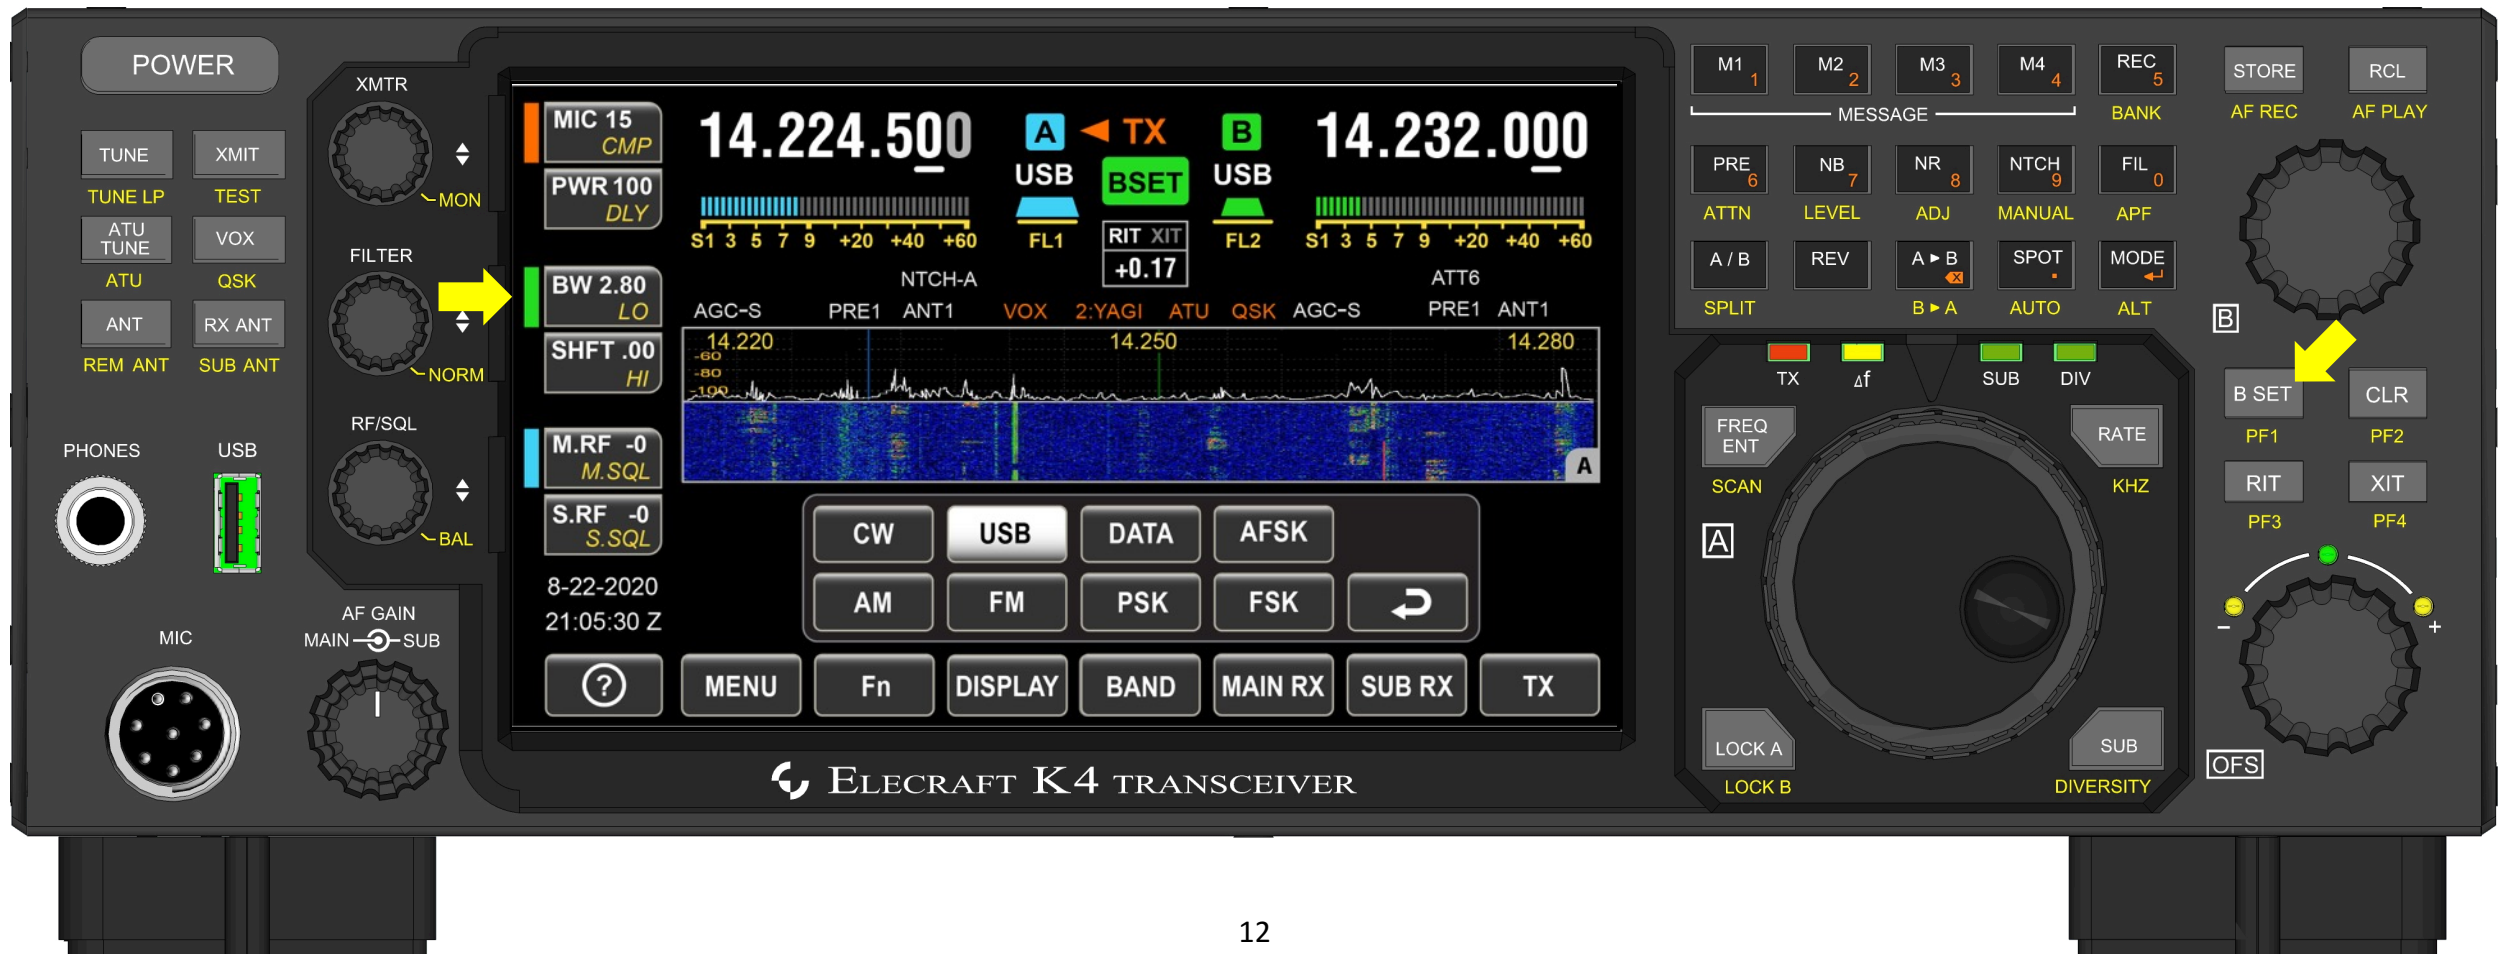 POWER
TUNE XMIT
TUNE LP TEST
ATU TUNE VOX
ATU QSK
ANT RX ANT
REM ANT SUB ANT
PHONES USB
MIC
XMTR
MON
FILTER
NORM
RF/SQL
BAL
AF GAIN
MAIN SUB
MIC 15
CMP
PWR 100
DLY
BW 2.80
LO
SHFT .00
HI
M.RF -0
M.SQL
S.RF -0
S.SQL
8-22-2020
21:05:30 Z
14.224.500 A TX B 14.232.000
USB BSET USB
S1 3 5 7 9 +20 +40 +60 FL1 RIT XIT FL2 S1 3 5 7 9 +20 +40 +60
+0.17
NTCH-A ATT6
AGC-S PRE1 ANT1 VOX 2:YAGI ATU QSK AGC-S PRE1 ANT1
14.220 14.250 14.280
-60
-80
-100
A
CW USB DATA AFSK
AM FM PSK FSK
? MENU Fn DISPLAY BAND MAIN RX SUB RX TX
ELECRAFT K4 TRANSCEIVER
M1 1 M2 2 M3 3 M4 4 REC 5
MESSAGE BANK
PRE 6 NB 7 NR 8 NTCH 9 FIL 0
ATTN LEVEL ADJ MANUAL APF
A / B REV A ▸ B SPOT . MODE
SPLIT B ▸ A AUTO ALT
TX Δf SUB DIV
FREQ ENT RATE
SCAN KHZ
A
LOCK A SUB
LOCK B DIVERSITY
STORE RCL
AF REC AF PLAY
B
B SET CLR
PF1 PF2
RIT XIT
PF3 PF4
- +
OFS
12